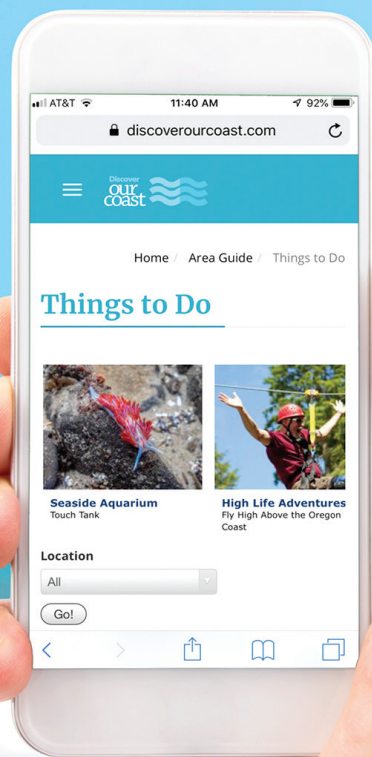 AT&T 11:40 AM 92%
discoverourcoast.com
Discover
our
coast
Home / Area Guide / Things to Do
Things to Do
Seaside Aquarium
Touch Tank
High Life Adventures
Fly High Above the Oregon
Coast
Location
All
Go!